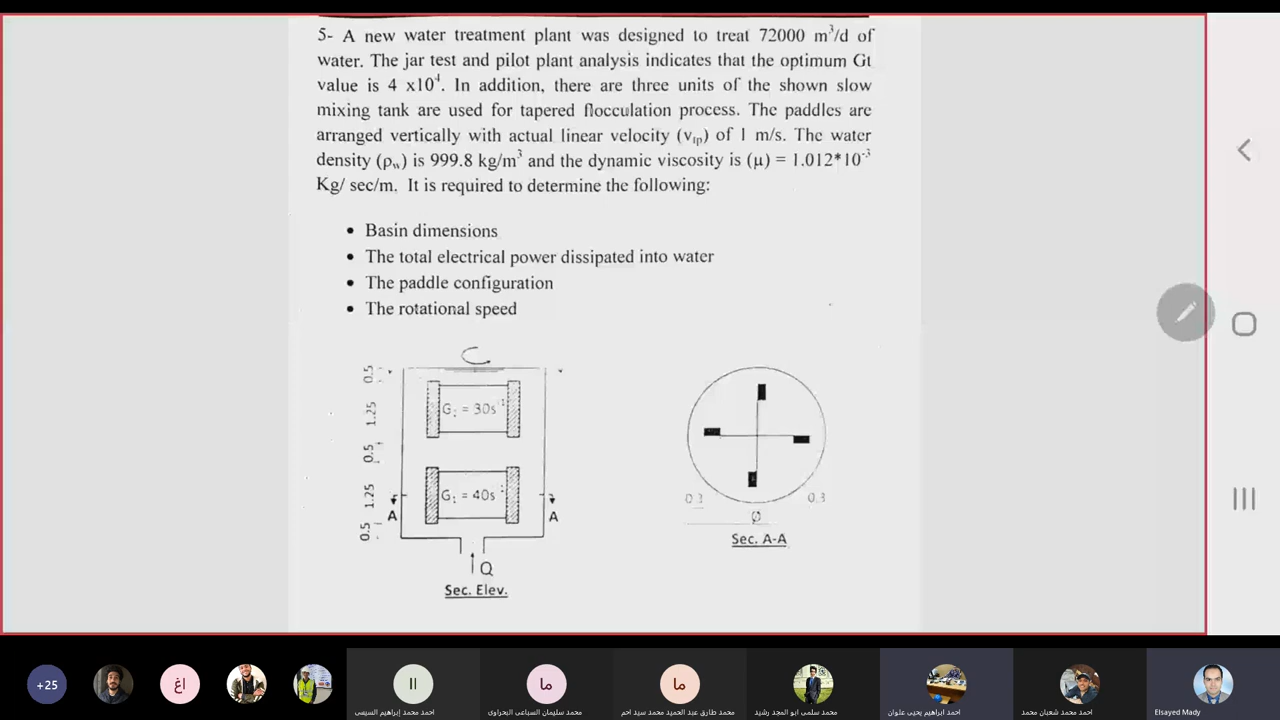 5- A new water treatment plant was designed to treat 72000 m³/d of
water. The jar test and pilot plant analysis indicates that the optimum Gt
value is 4 x10⁴. In addition, there are three units of the shown slow
mixing tank are used for tapered flocculation process. The paddles are
arranged vertically with actual linear velocity (vₜₚ) of 1 m/s. The water
density (ρw) is 999.8 kg/m³ and the dynamic viscosity is (μ) = 1.012*10⁻³
Kg/ sec/m. It is required to determine the following:
• Basin dimensions
• The total electrical power dissipated into water
• The paddle configuration
• The rotational speed
0.5
1.25
0.5
1.25
0.5
G: = 30s⁻¹
G: = 40s
A
A
Q
Sec. Elev.
0.3
0.3
Ø
Sec. A-A
+25
اغ
اا
ما
ما
احمد محمد إبراهيم السيسى
محمد سليمان السباعى البحراوى
محمد طارق عبد الحميد محمد سيد احم
محمد سلمى ابو المجد رشيد
احمد ابراهيم يحيى علوان
احمد محمد شعبان محمد
Elsayed Mady